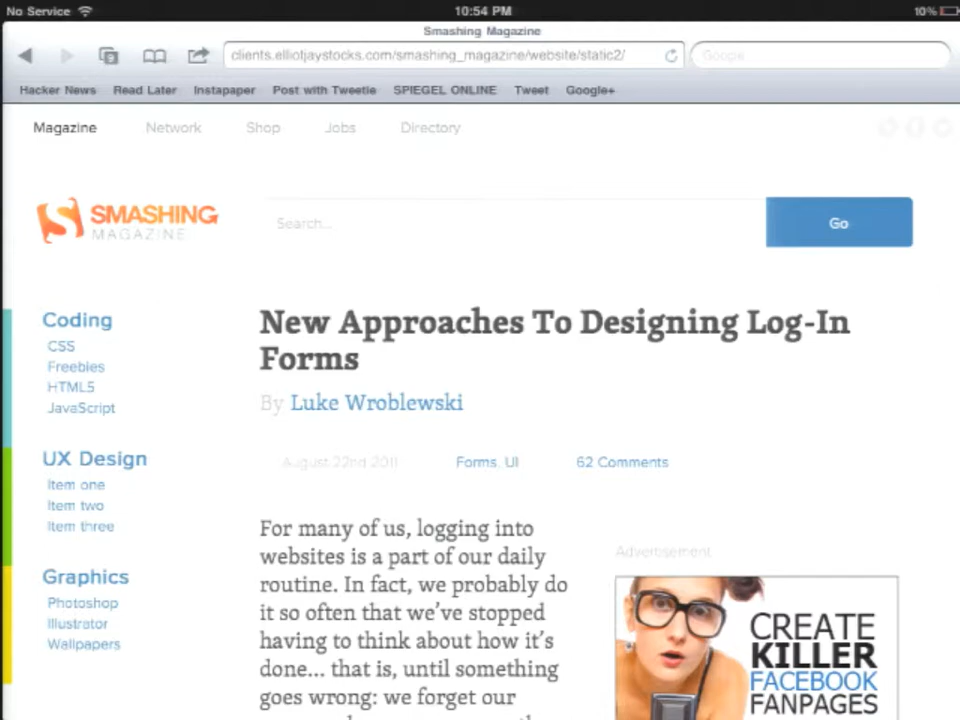 No Service
10:54 PM
10%
Smashing Magazine
clients.elliotjaystocks.com/smashing_magazine/website/static2/
Google
Hacker News Read Later Instapaper Post with Tweetie SPIEGEL ONLINE Tweet Google+
Magazine Network Shop Jobs Directory
SMASHING
MAGAZINE
Search...
Go
Coding
CSS
Freebies
HTML5
JavaScript
UX Design
Item one
Item two
Item three
Graphics
Photoshop
Illustrator
Wallpapers
New Approaches To Designing Log-In
Forms
By Luke Wroblewski
August 22nd 2011
Forms, UI
62 Comments
For many of us, logging into
websites is a part of our daily
routine. In fact, we probably do
it so often that we've stopped
having to think about how it's
done... that is, until something
goes wrong: we forget our
Advertisement
CREATE
KILLER
FACEBOOK
FANPAGES